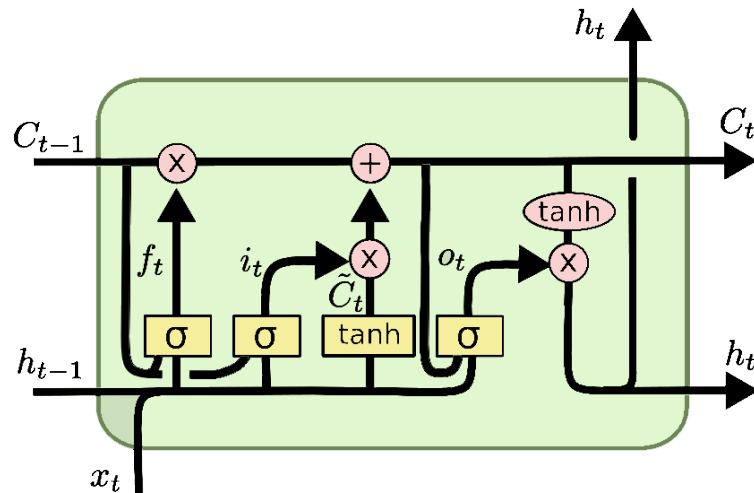 h_t
C_{t-1}
C_t
x
+
tanh
f_t
i_t
x
o_t
x
C̃_t
σ
σ
tanh
σ
h_{t-1}
h_t
x_t